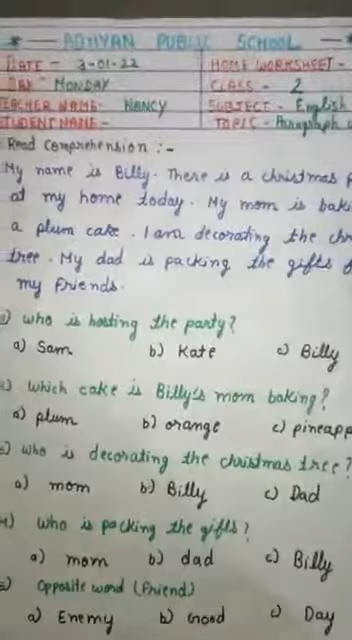 ADHYAN PUBLIC SCHOOL
DATE - 3-01-22 HOME WORKSHEET -
DAY - MONDAY CLASS - 2
TEACHER NAME - NANCY SUBJECT - English
STUDENT NAME - TOPIC - Paragraph
Read Comprehension :-
My name is Billy. There is a christmas
at my home today. My mom is
a plum cake. I am decorating the
tree. My dad is packing the gifts
my friends.
who is hosting the party?
a) Sam b) Kate c) Billy
which cake is Billy's mom baking?
a) plum b) orange c)
who is decorating the christmas tree?
a) mom b) Billy c) Dad
who is packing the gifts?
a) mom b) dad c) Billy
opposite word (Friend)
a) Enemy b) Good c) Day